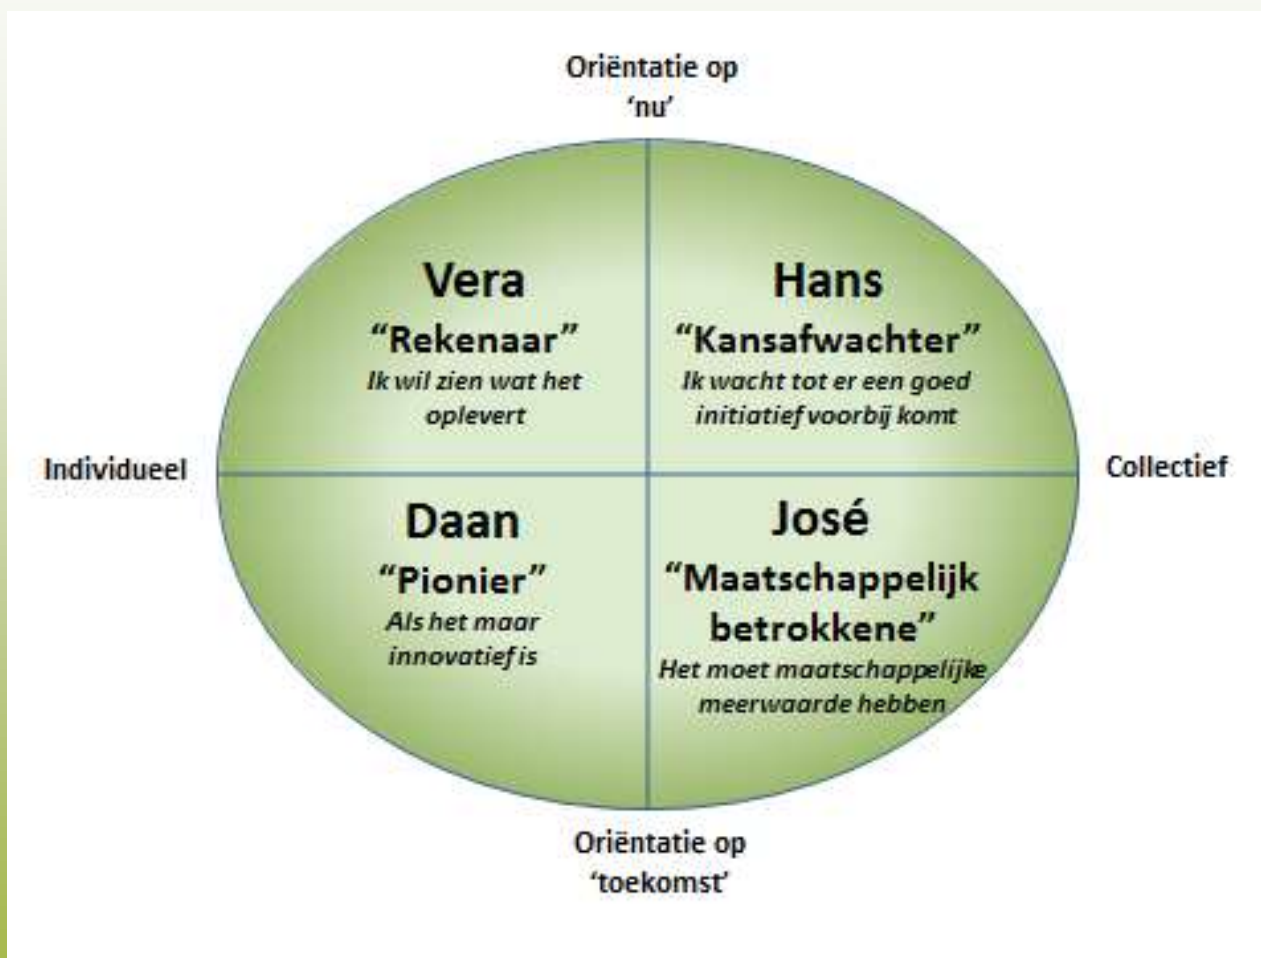 Oriëntatie op
‘nu’
Vera
“Rekenaar”
Ik wil zien wat het
oplevert
Hans
“Kansafwachter”
Ik wacht tot er een goed
initiatief voorbij komt
Individueel
Collectief
Daan
“Pionier”
Als het maar
innovatief is
José
“Maatschappelijk
betrokkene”
Het moet maatschappelijke
meerwaarde hebben
Oriëntatie op
‘toekomst’